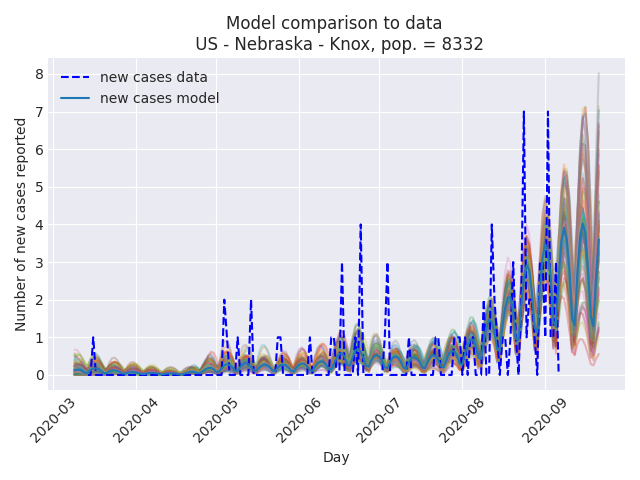 Model comparison to data
US - Nebraska - Knox, pop. = 8332
new cases data
new cases model
Number of new cases reported
8
7
6
5
4
3
2
1
0
2020-03
2020-04
2020-05
2020-06
2020-07
2020-08
2020-09
Day